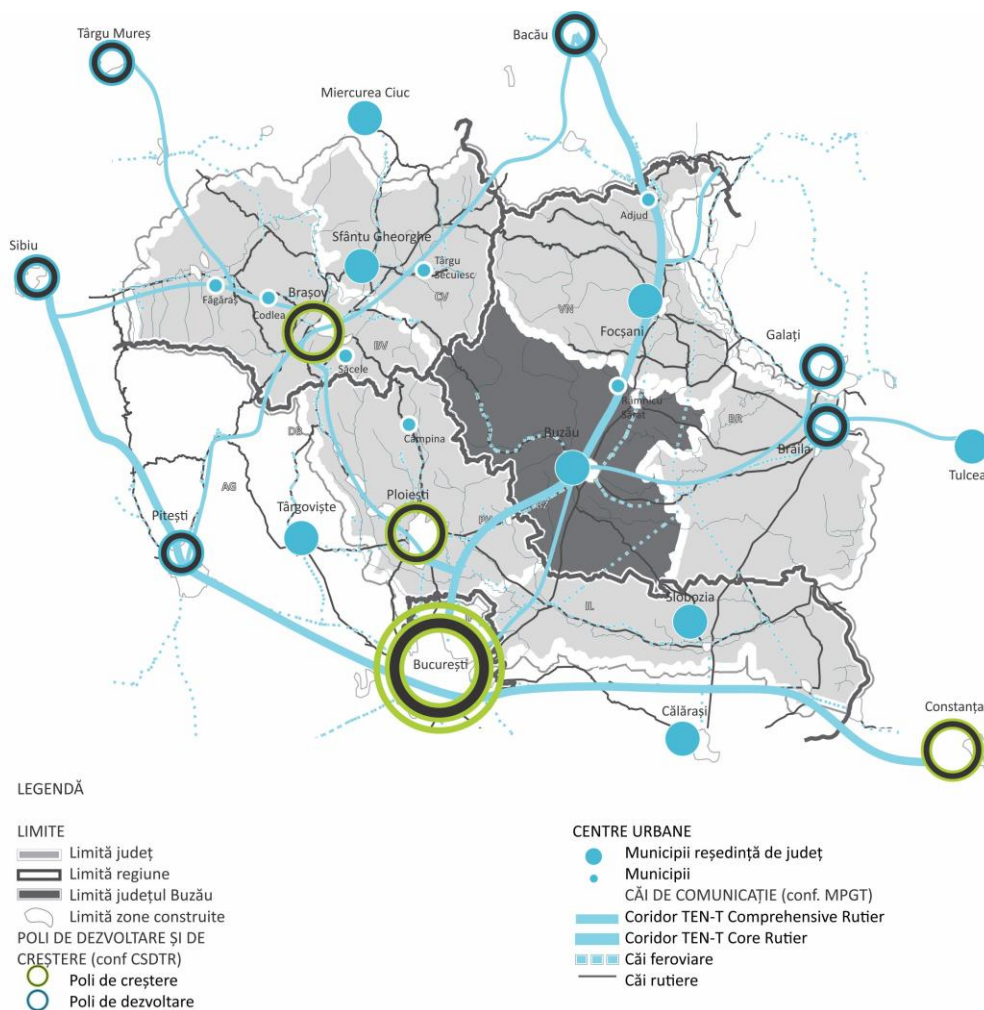 Târgu Mureș
Bacău
Miercurea Ciuc
Adjud
Sibiu
Sfântu Gheorghe
Târgu
Secuiesc
Făgăraș
Codlea
Brașov
CV
VN
Focșani
Galați
BV
Săcele
Râmnicu
Sărat
DB
Câmpina
BR
Buzău
Brăila
Tulcea
AG
Ploiești
Pitești
Târgoviște
PH
BZ
Slobozia
IL
București
Călărași
Constanța
LEGENDĂ
LIMITE
Limită județ
Limită regiune
Limită județul Buzău
Limită zone construite
POLI DE DEZVOLTARE ȘI DE
CREȘTERE (conf CSDTR)
Poli de creștere
Poli de dezvoltare
CENTRE URBANE
Municipii reședință de județ
Municipii
CĂI DE COMUNICAȚIE (conf. MPGT)
Coridor TEN-T Comprehensive Rutier
Coridor TEN-T Core Rutier
Căi feroviare
Căi rutiere